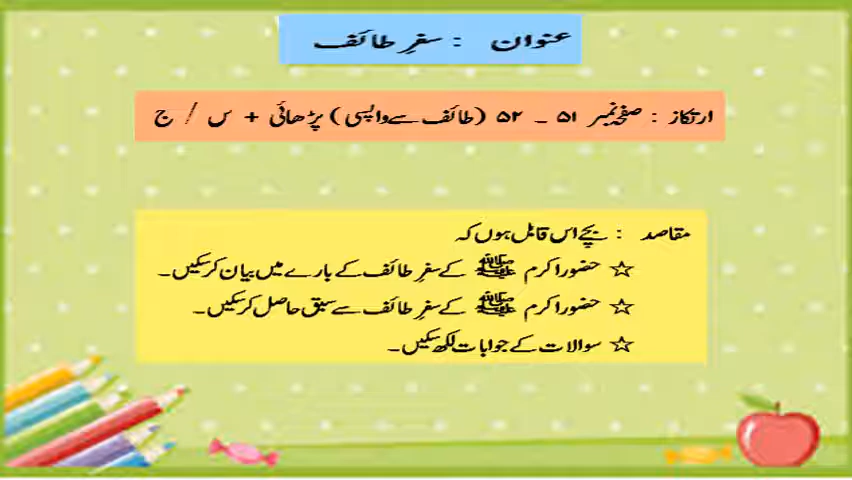 عنوان : سفرِ طائف
ارتکاز : صفحہ نمبر ۵۱ ۔ ۵۲ (طائف سے واپسی) پڑھائی + س / ج
مقاصد : بچے اس قابل ہوں کہ
☆ حضور اکرم ﷺ کے سفرِ طائف کے بارے میں بیان کر سکیں۔
☆ حضور اکرم ﷺ کے سفرِ طائف سے سبق حاصل کر سکیں۔
☆ سوالات کے جوابات لکھ سکیں۔